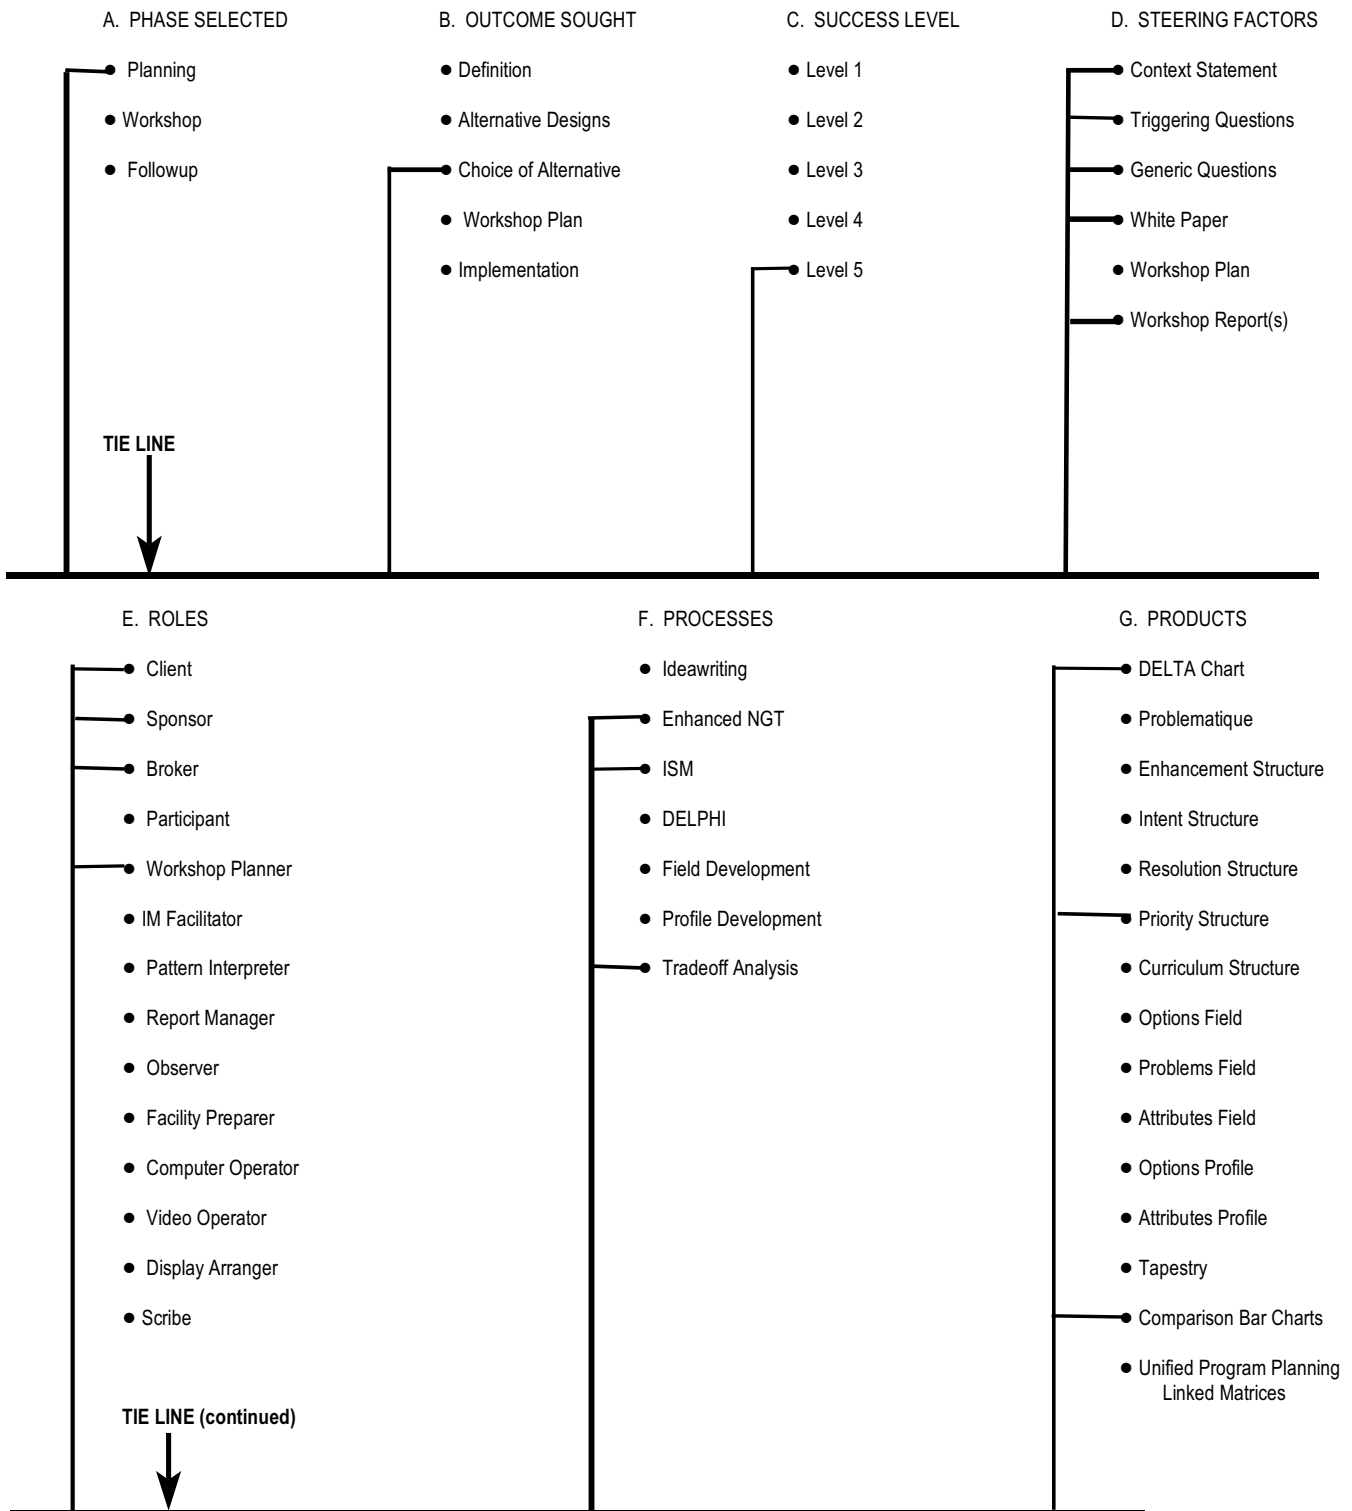 A. PHASE SELECTED
● Planning
● Workshop
● Followup
B. OUTCOME SOUGHT
● Definition
● Alternative Designs
● Choice of Alternative
● Workshop Plan
● Implementation
C. SUCCESS LEVEL
● Level 1
● Level 2
● Level 3
● Level 4
● Level 5
D. STEERING FACTORS
● Context Statement
● Triggering Questions
● Generic Questions
● White Paper
● Workshop Plan
● Workshop Report(s)
TIE LINE
E. ROLES
● Client
● Sponsor
● Broker
● Participant
● Workshop Planner
● IM Facilitator
● Pattern Interpreter
● Report Manager
● Observer
● Facility Preparer
● Computer Operator
● Video Operator
● Display Arranger
● Scribe
F. PROCESSES
● Ideawriting
● Enhanced NGT
● ISM
● DELPHI
● Field Development
● Profile Development
● Tradeoff Analysis
G. PRODUCTS
● DELTA Chart
● Problematique
● Enhancement Structure
● Intent Structure
● Resolution Structure
● Priority Structure
● Curriculum Structure
● Options Field
● Problems Field
● Attributes Field
● Options Profile
● Attributes Profile
● Tapestry
● Comparison Bar Charts
● Unified Program Planning
Linked Matrices
TIE LINE (continued)